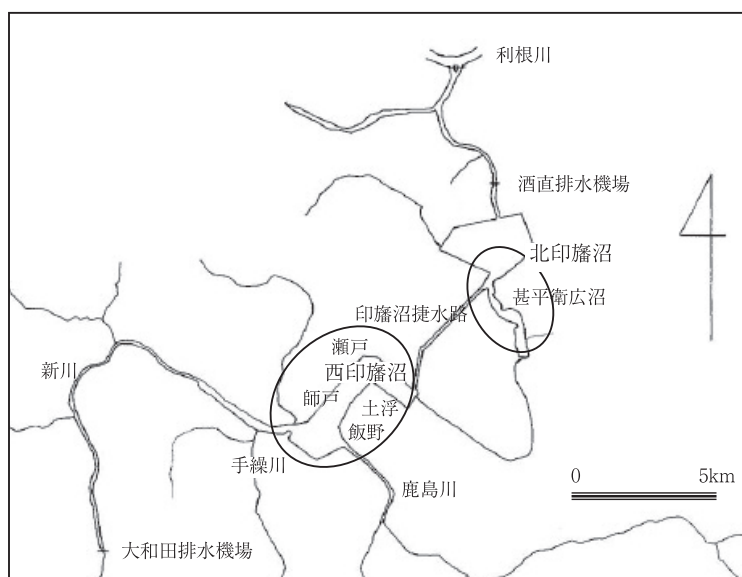 利根川
酒直排水機場
北印旛沼
甚平衛広沼
印旛沼捷水路
瀬戸
西印旛沼
新川
師戸
土浮
飯野
手繰川
鹿島川
0 5km
大和田排水機場